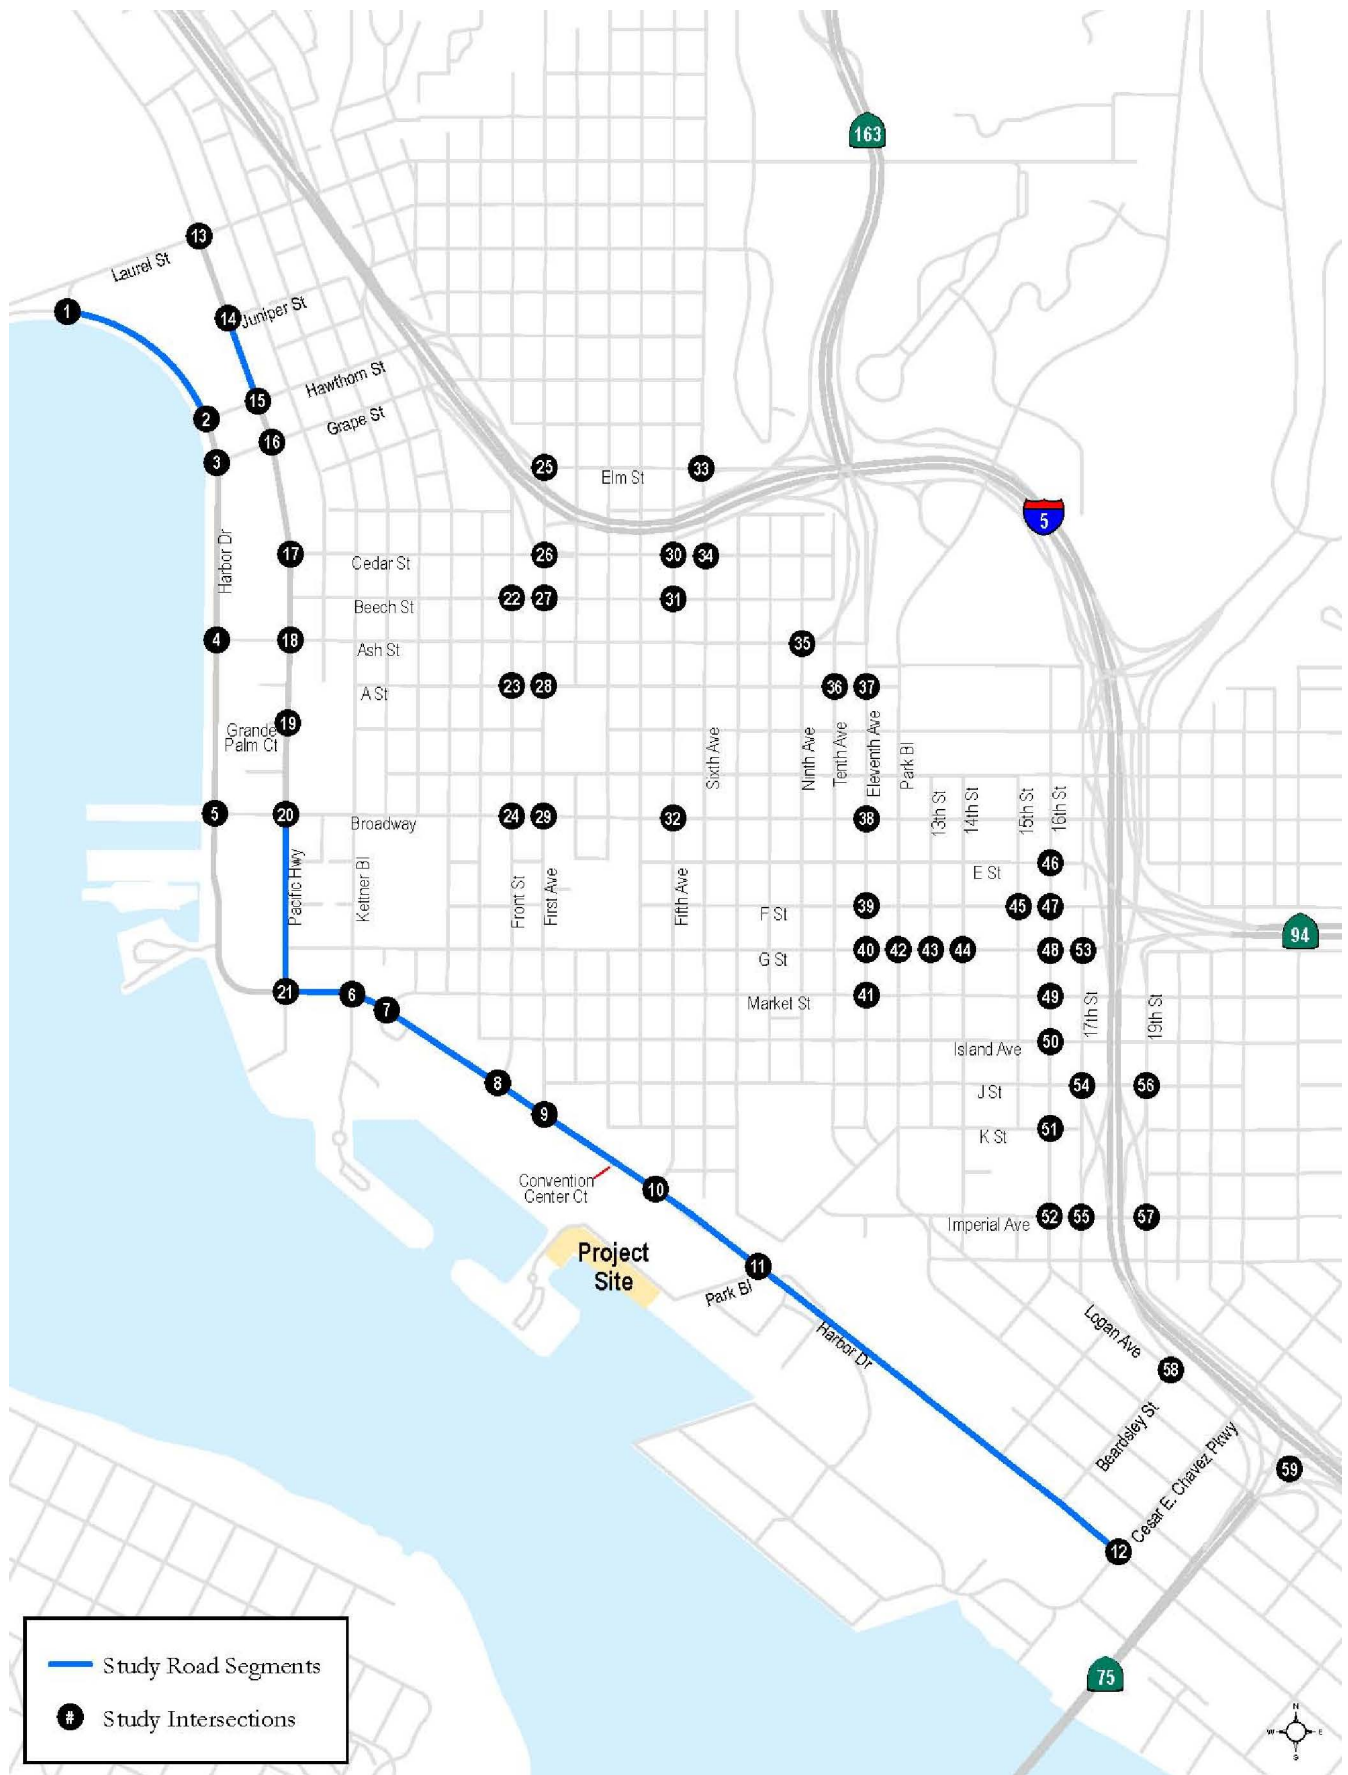 163
13
Laurel St
1
14
Juniper St
15
Hawthorn St
2
16
Grape St
3
25
Elm St
33
5
Harbor Dr
17
Cedar St
26
30
34
22
27
Beech St
31
4
18
Ash St
35
23
28
A St
36
37
19
Grande
Palm Ct
Sixth Ave
Ninth Ave
Tenth Ave
Eleventh Ave
Park Bl
13th St
14th St
15th St
16th St
5
20
Broadway
24
29
32
38
46
E St
Pacific Hwy
Kettner Bl
Front St
First Ave
Fifth Ave
F St
39
45
47
94
G St
40
42
43
44
48
53
21
6
7
Market St
41
49
17th St
19th St
Island Ave
50
8
J St
54
56
9
K St
51
Convention
Center Ct
10
Imperial Ave
52
55
57
Project
Site
11
Park Bl
Harbor Dr
Logan Ave
58
Beardsley St
Cesar E. Chavez Pkwy
59
12
Study Road Segments
# Study Intersections
75
N
W
E
S